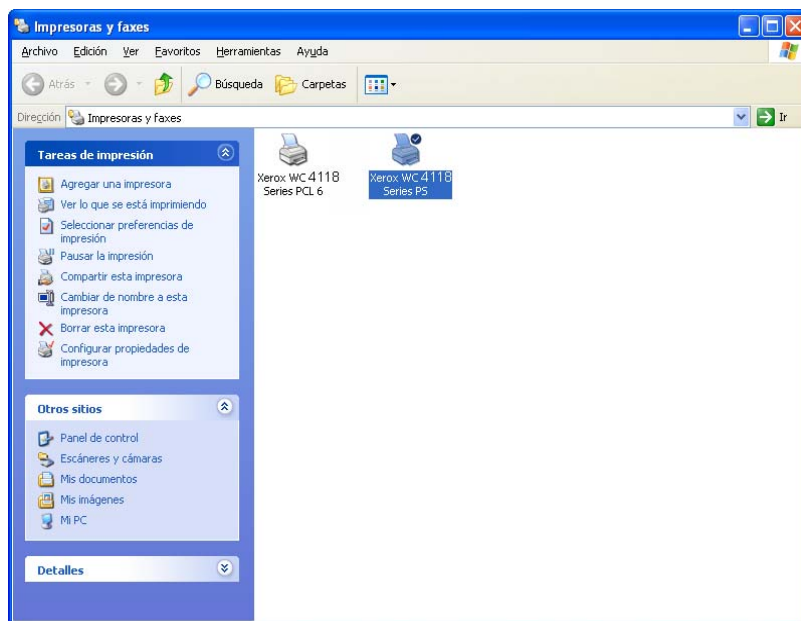 Impresoras y faxes
Archivo Edición Ver Favoritos Herramientas Ayuda
Atrás Búsqueda Carpetas
Dirección Impresoras y faxes Ir
Tareas de impresión
Agregar una impresora
Ver lo que se está imprimiendo
Seleccionar preferencias de
impresión
Pausar la impresión
Compartir esta impresora
Cambiar de nombre a esta
impresora
Borrar esta impresora
Configurar propiedades de
impresora
Otros sitios
Panel de control
Escáneres y cámaras
Mis documentos
Mis imágenes
Mi PC
Detalles
Xerox WC 4118
Series PCL 6
Xerox WC 4118
Series PS